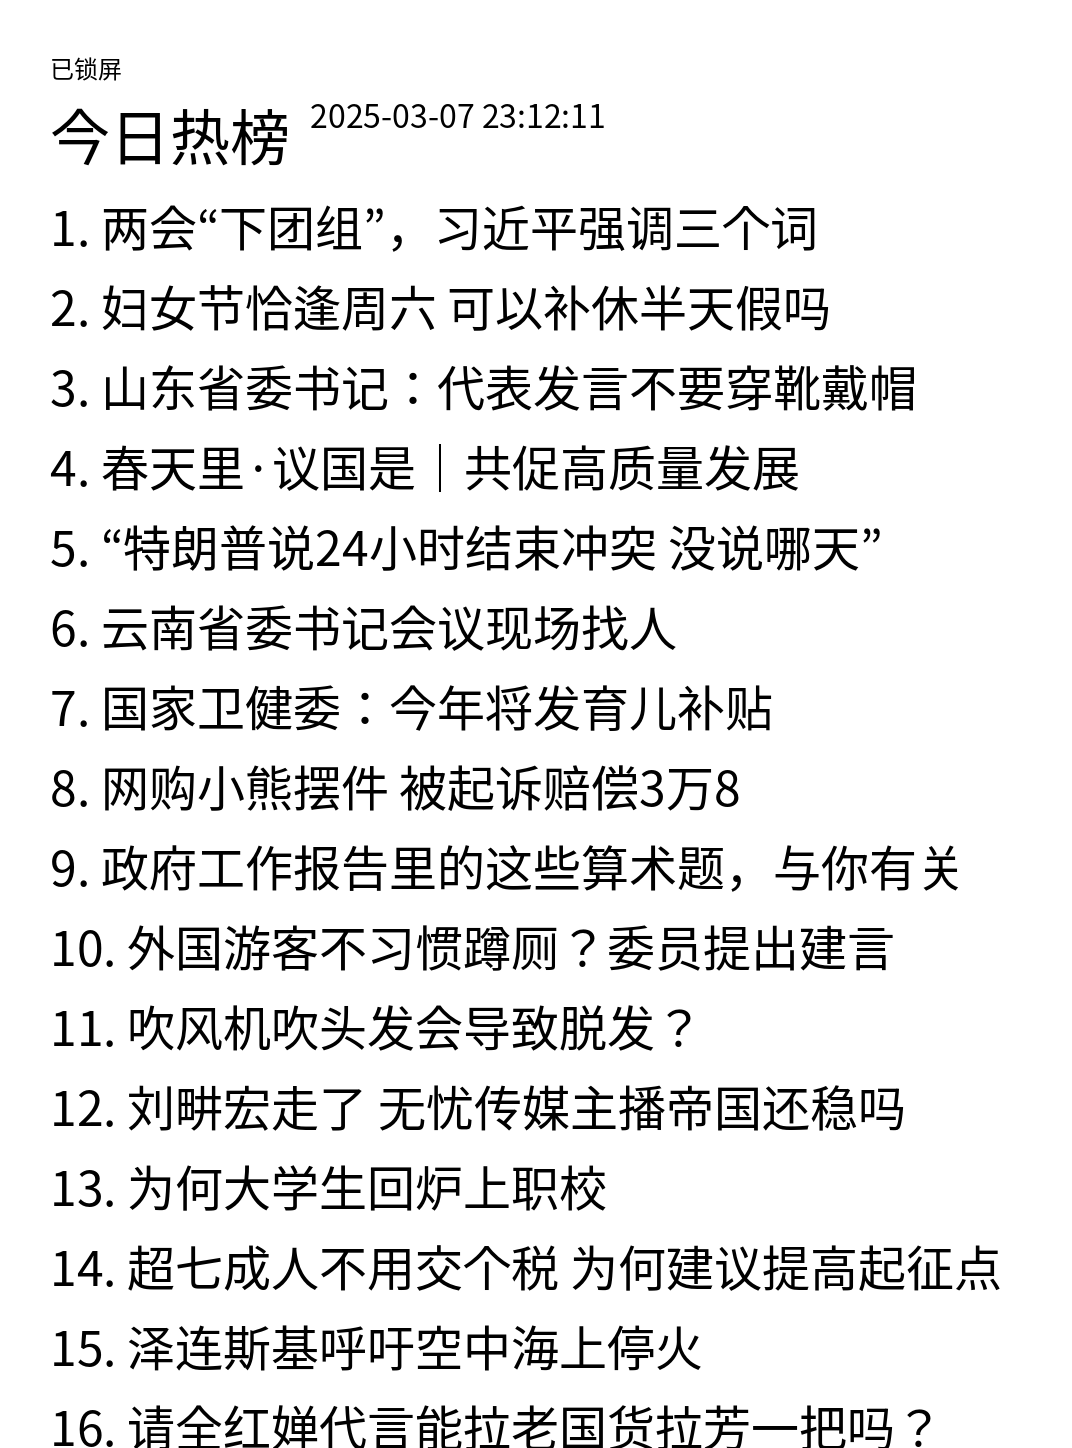 已锁屏
今日热榜 2025-03-07 23:12:11
1. 两会“下团组”，习近平强调三个词
2. 妇女节恰逢周六 可以补休半天假吗
3. 山东省委书记：代表发言不要穿靴戴帽
4. 春天里·议国是｜共促高质量发展
5. “特朗普说24小时结束冲突 没说哪天”
6. 云南省委书记会议现场找人
7. 国家卫健委：今年将发育儿补贴
8. 网购小熊摆件 被起诉赔偿3万8
9. 政府工作报告里的这些算术题，与你有关
10. 外国游客不习惯蹲厕？委员提出建言
11. 吹风机吹头发会导致脱发？
12. 刘畊宏走了 无忧传媒主播帝国还稳吗
13. 为何大学生回炉上职校
14. 超七成人不用交个税 为何建议提高起征点
15. 泽连斯基呼吁空中海上停火
16. 请全红婵代言能拉老国货拉芳一把吗？